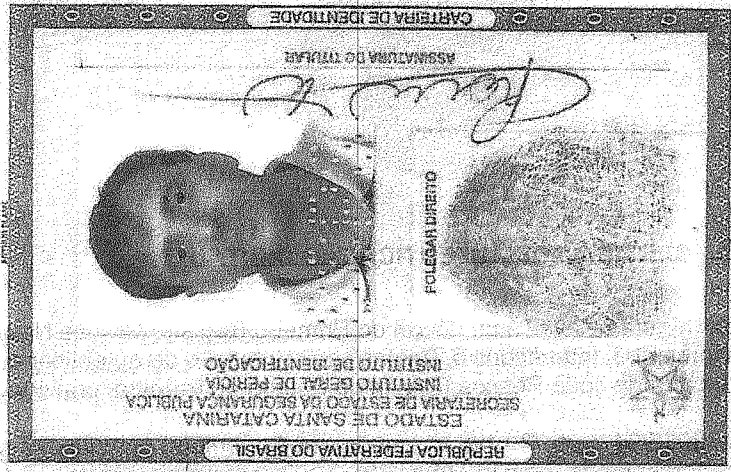 REPÚBLICA FEDERATIVA DO BRASIL
ESTADO DE SANTA CATARINA
SECRETARIA DE ESTADO DA SEGURANÇA PÚBLICA
INSTITUTO GERAL DE PERÍCIA
INSTITUTO DE IDENTIFICAÇÃO
POLEGAR DIREITO
ASSINATURA DO TITULAR
CARTEIRA DE IDENTIDADE